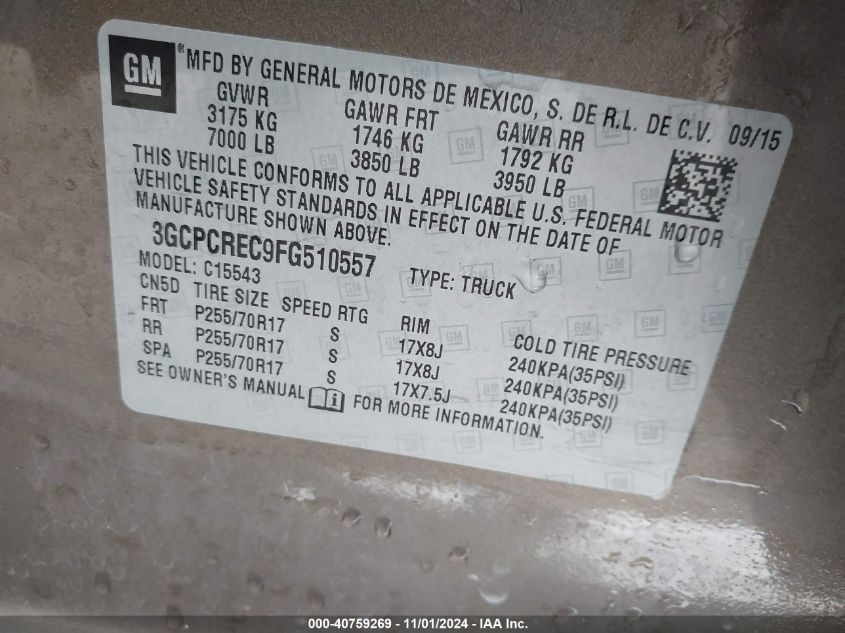 GM
®MFD BY GENERAL MOTORS DE MEXICO, S. DE R.L. DE C.V. 09/15
GVWR GAWR FRT GAWR RR
3175 KG 1746 KG 1792 KG
7000 LB 3850 LB 3950 LB
THIS VEHICLE CONFORMS TO ALL APPLICABLE U.S. FEDERAL MOTOR
VEHICLE SAFETY STANDARDS IN EFFECT ON THE DATE OF
MANUFACTURE SHOWN ABOVE.
3GCPCREC9FG510557 TYPE: TRUCK
MODEL: C15543
CN5D TIRE SIZE SPEED RTG RIM COLD TIRE PRESSURE
FRT P255/70R17 S 17X8J 240KPA(35PSI)
RR P255/70R17 S 17X8J 240KPA(35PSI)
SPA P255/70R17 S 17X7.5J 240KPA(35PSI)
SEE OWNER'S MANUAL FOR MORE INFORMATION.
000-40759269 - 11/01/2024 - IAA Inc.